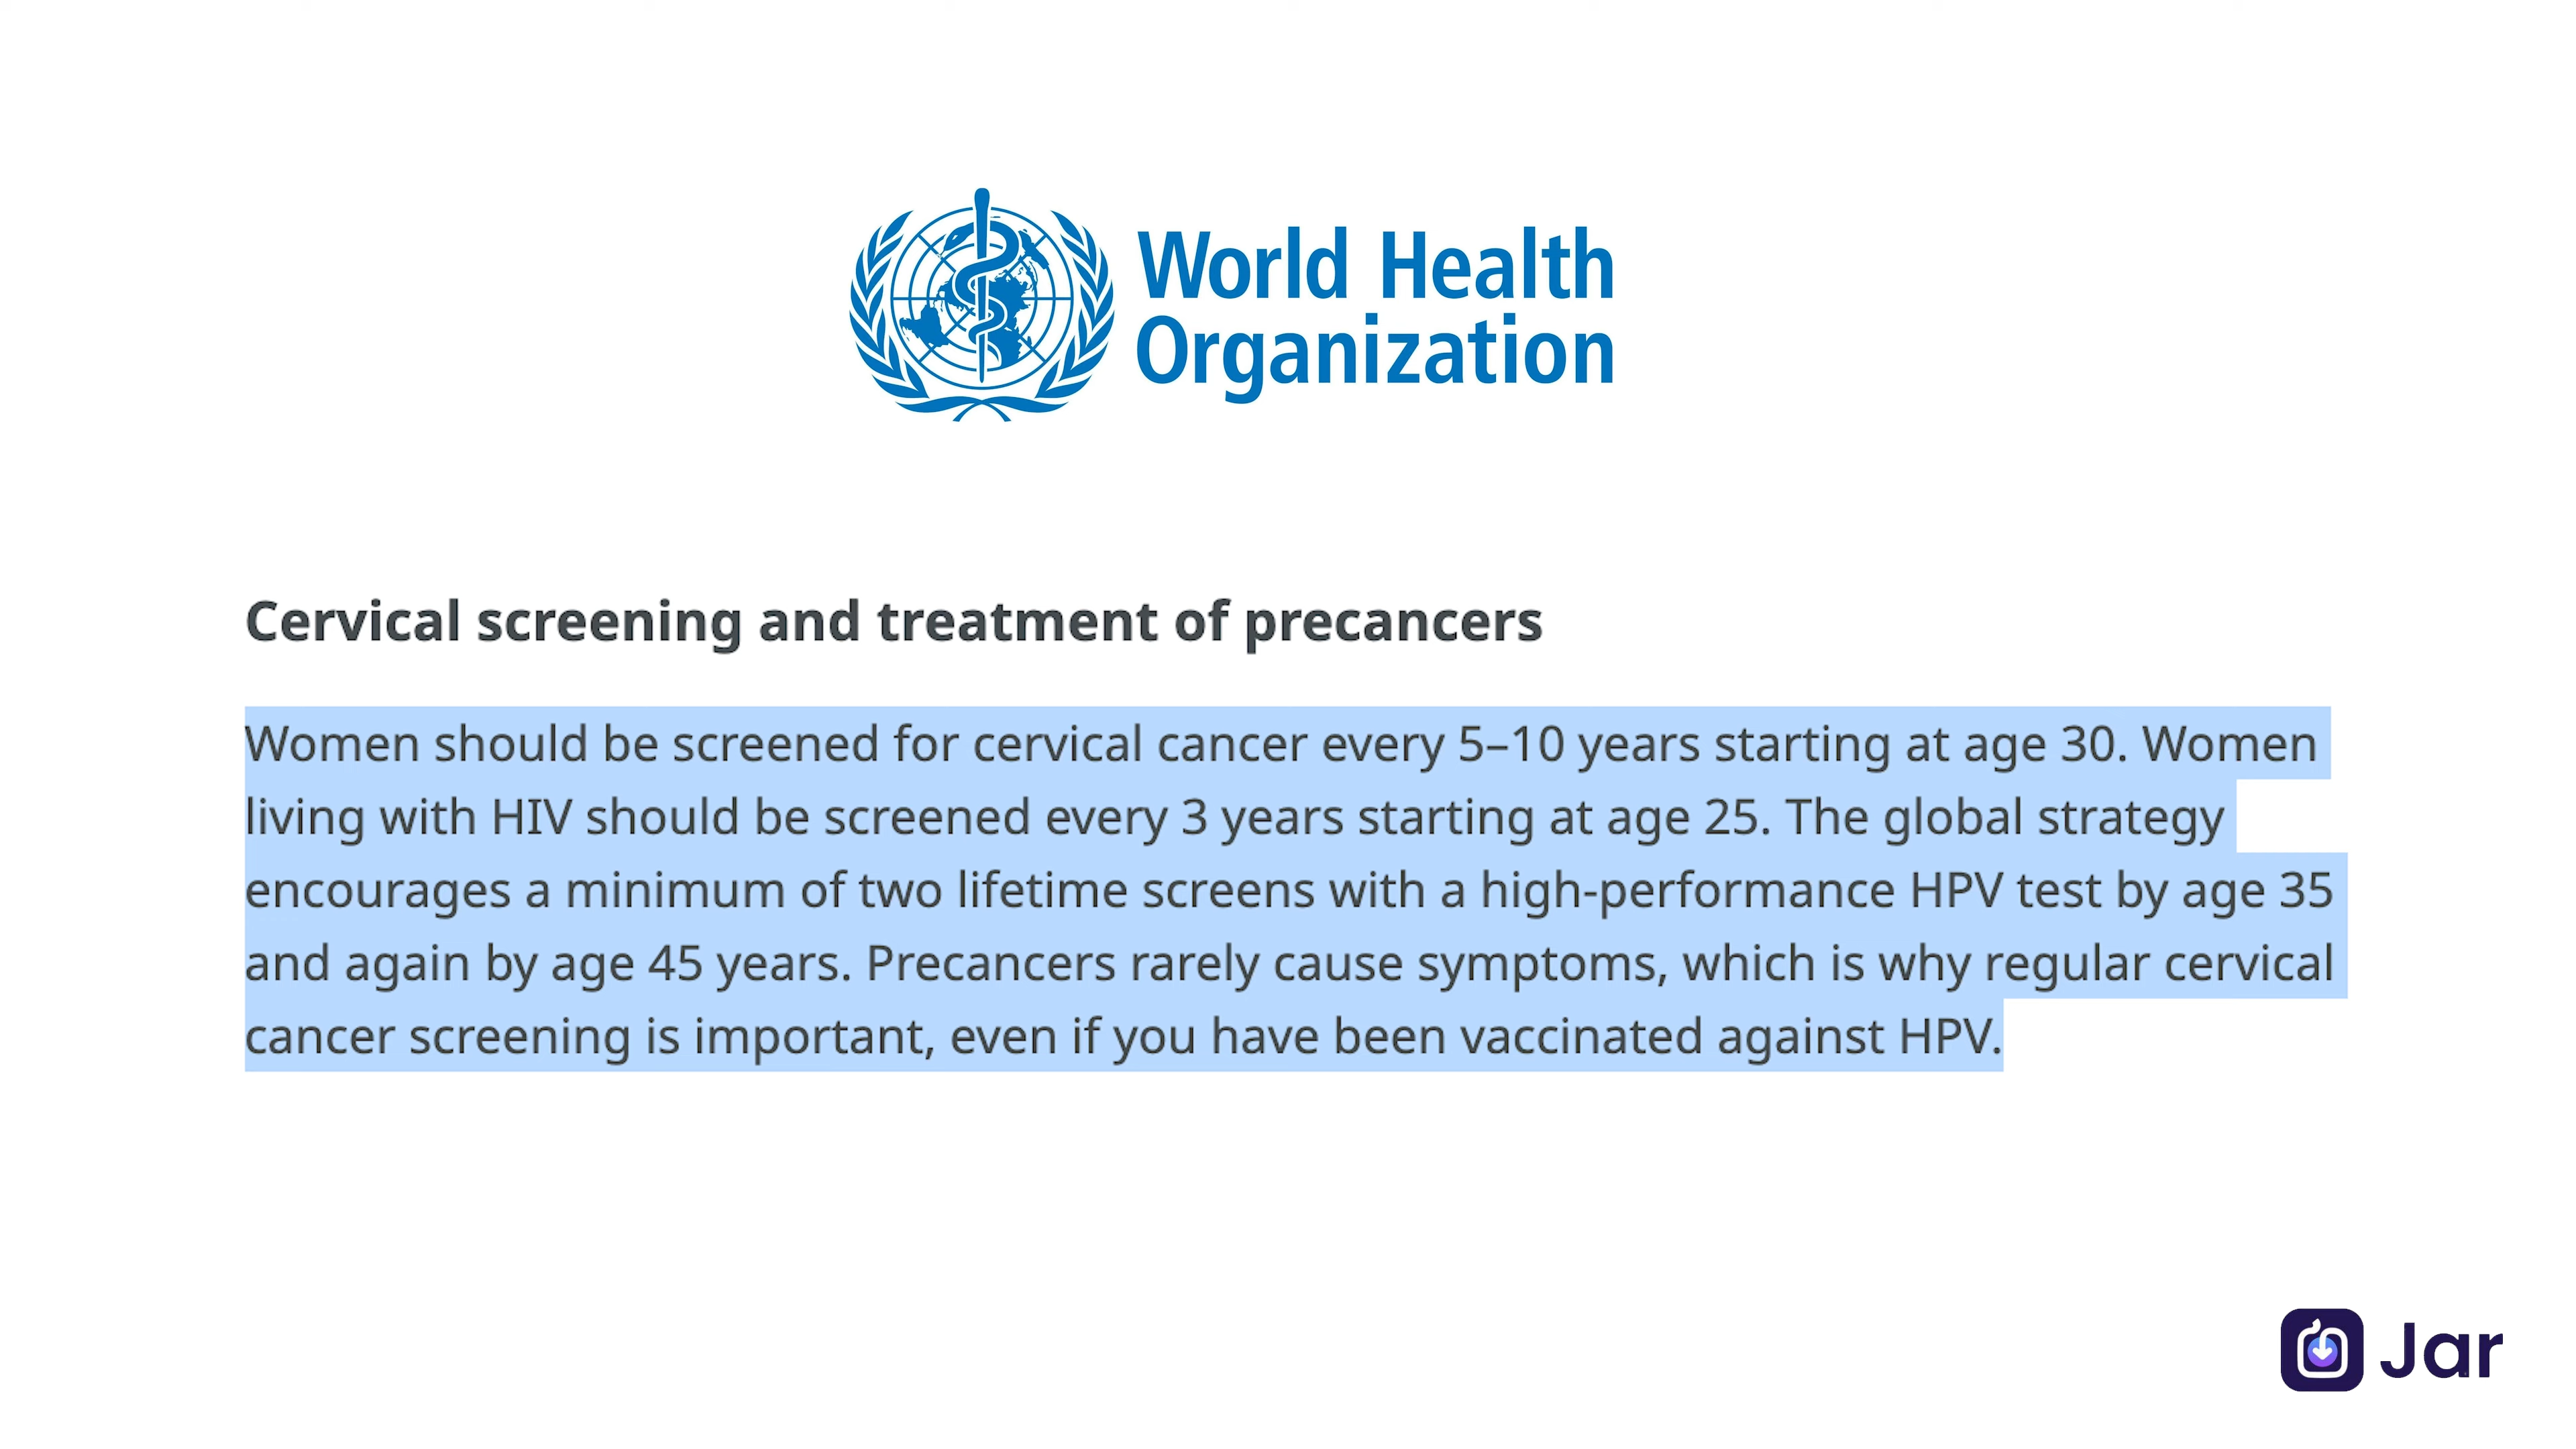 World Health
Organization
Cervical screening and treatment of precancers
Women should be screened for cervical cancer every 5–10 years starting at age 30. Women
living with HIV should be screened every 3 years starting at age 25. The global strategy
encourages a minimum of two lifetime screens with a high-performance HPV test by age 35
and again by age 45 years. Precancers rarely cause symptoms, which is why regular cervical
cancer screening is important, even if you have been vaccinated against HPV.
Jar